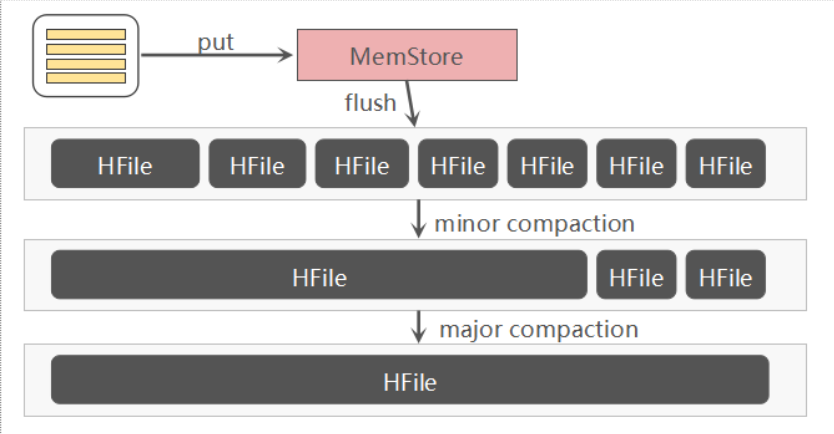 put
MemStore
flush
HFile HFile HFile HFile HFile HFile HFile
minor compaction
HFile HFile HFile
major compaction
HFile